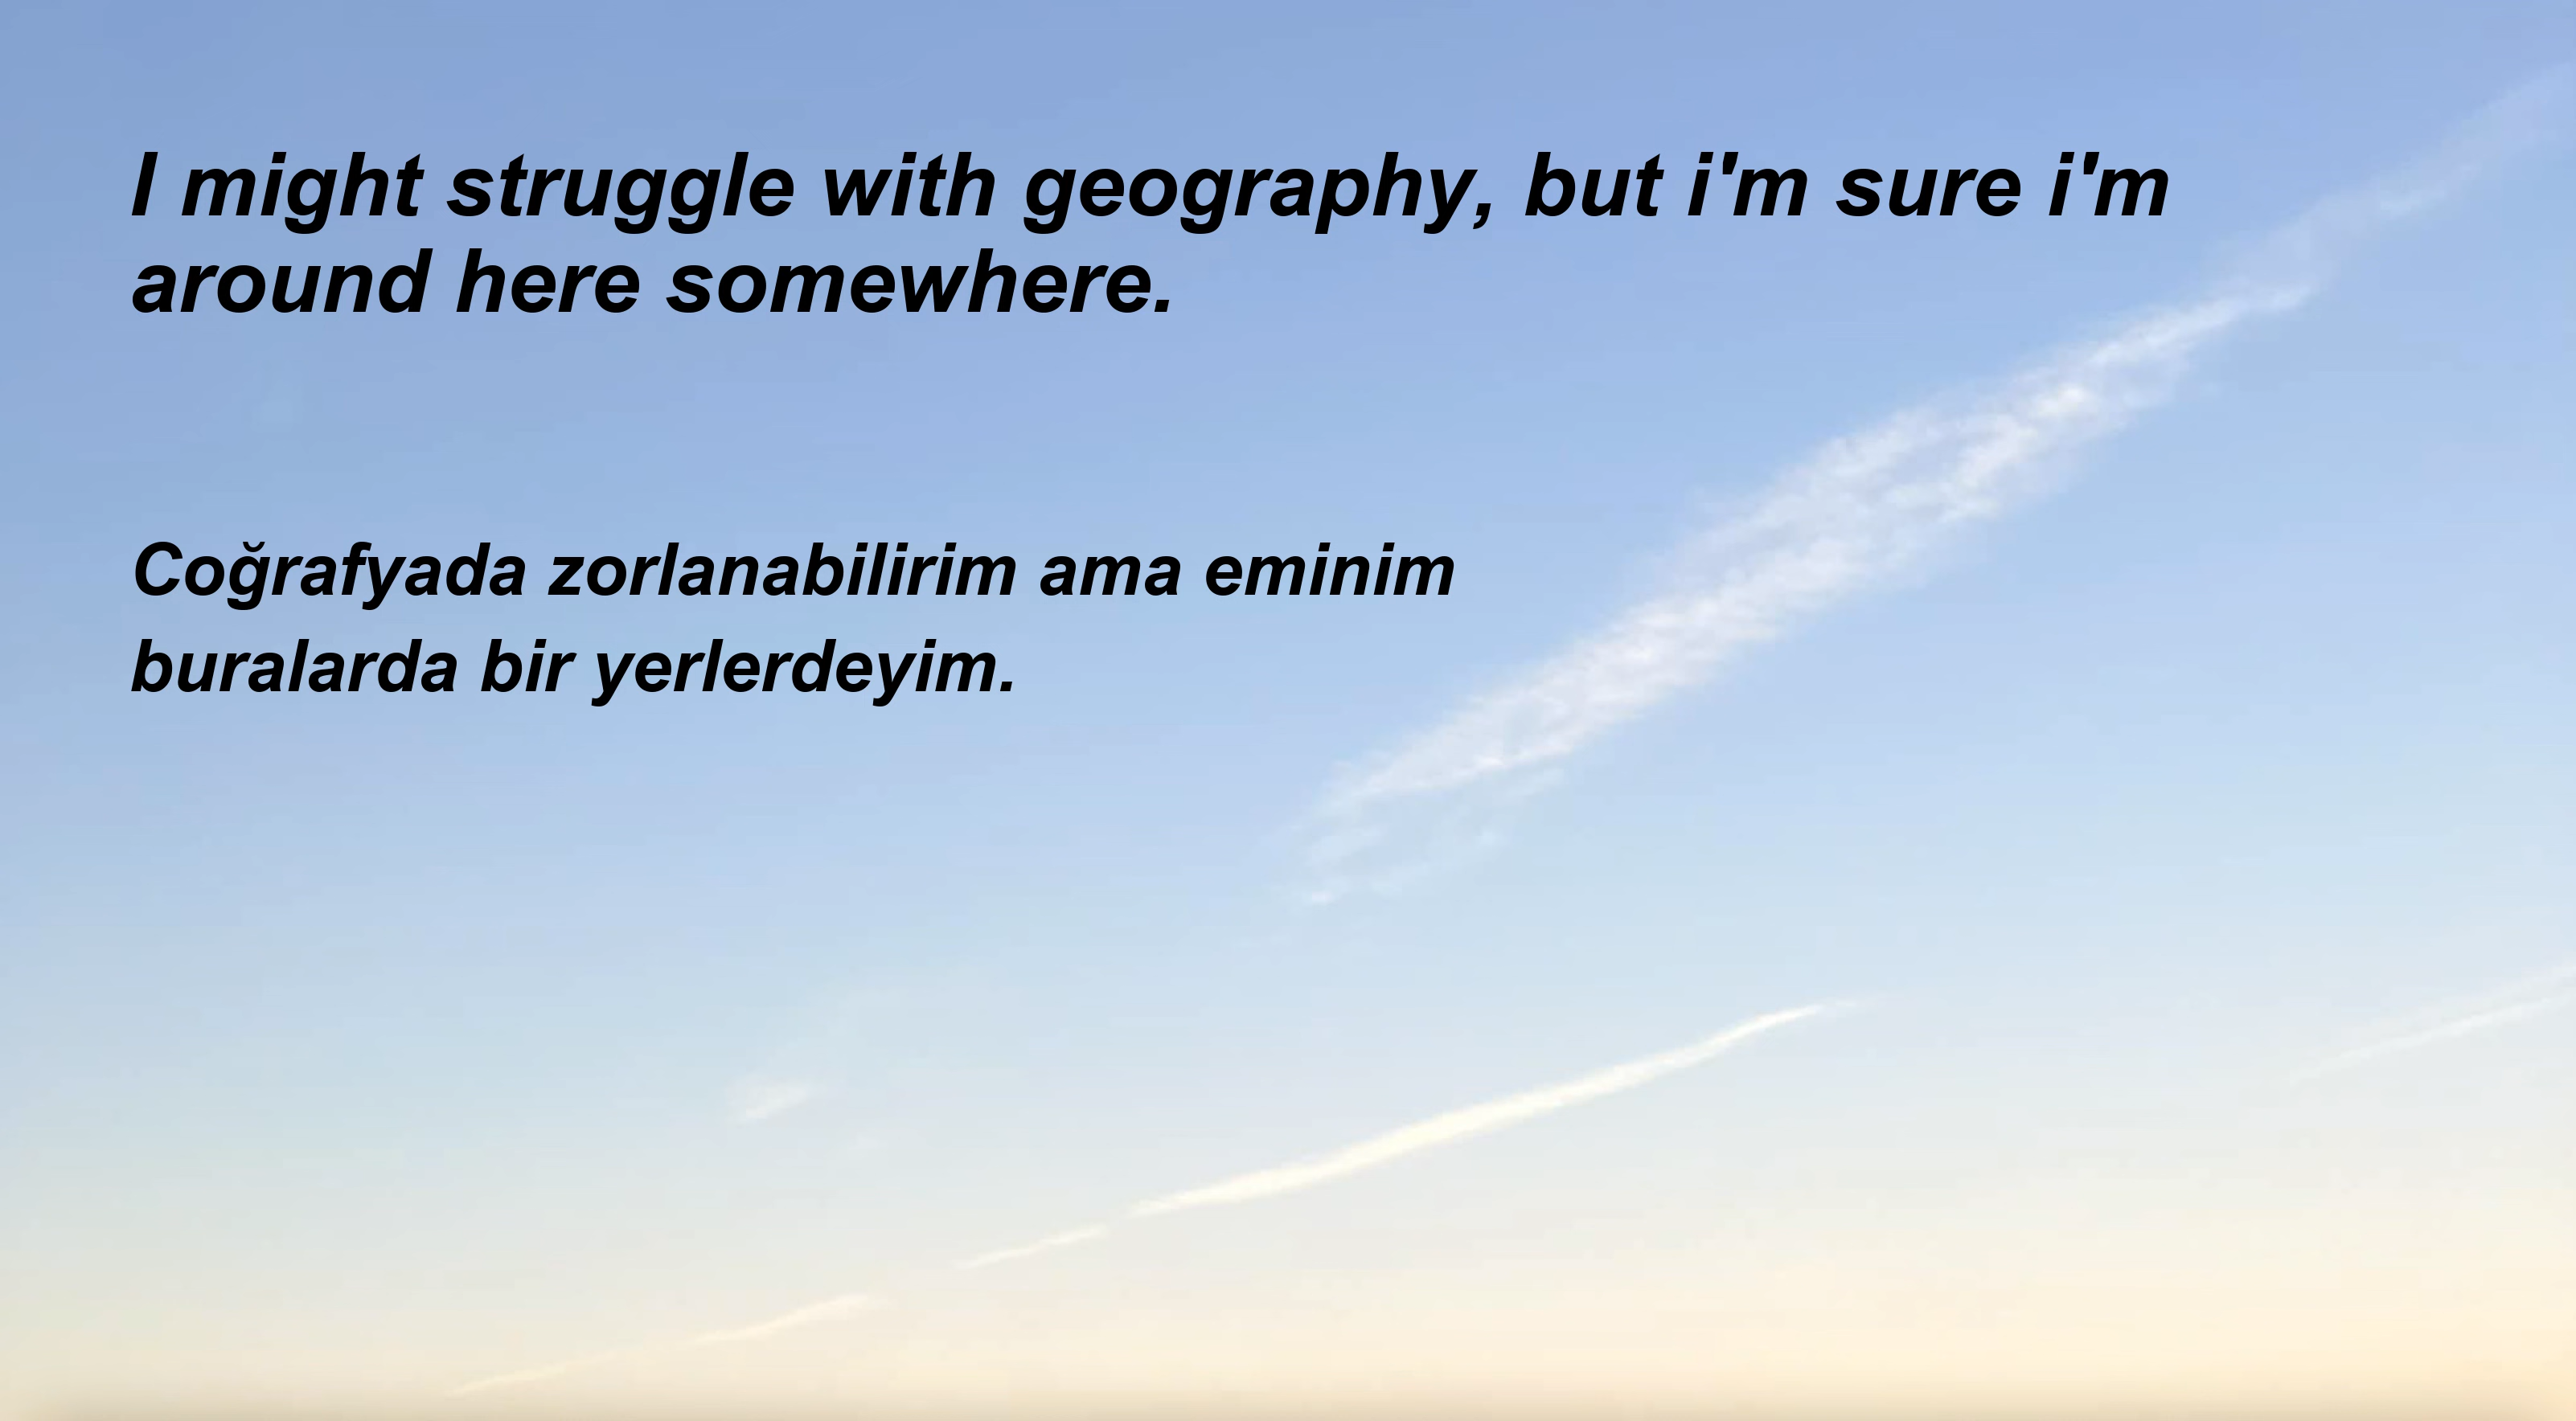 I might struggle with geography, but i'm sure i'm
around here somewhere.
Coğrafyada zorlanabilirim ama eminim
buralarda bir yerlerdeyim.